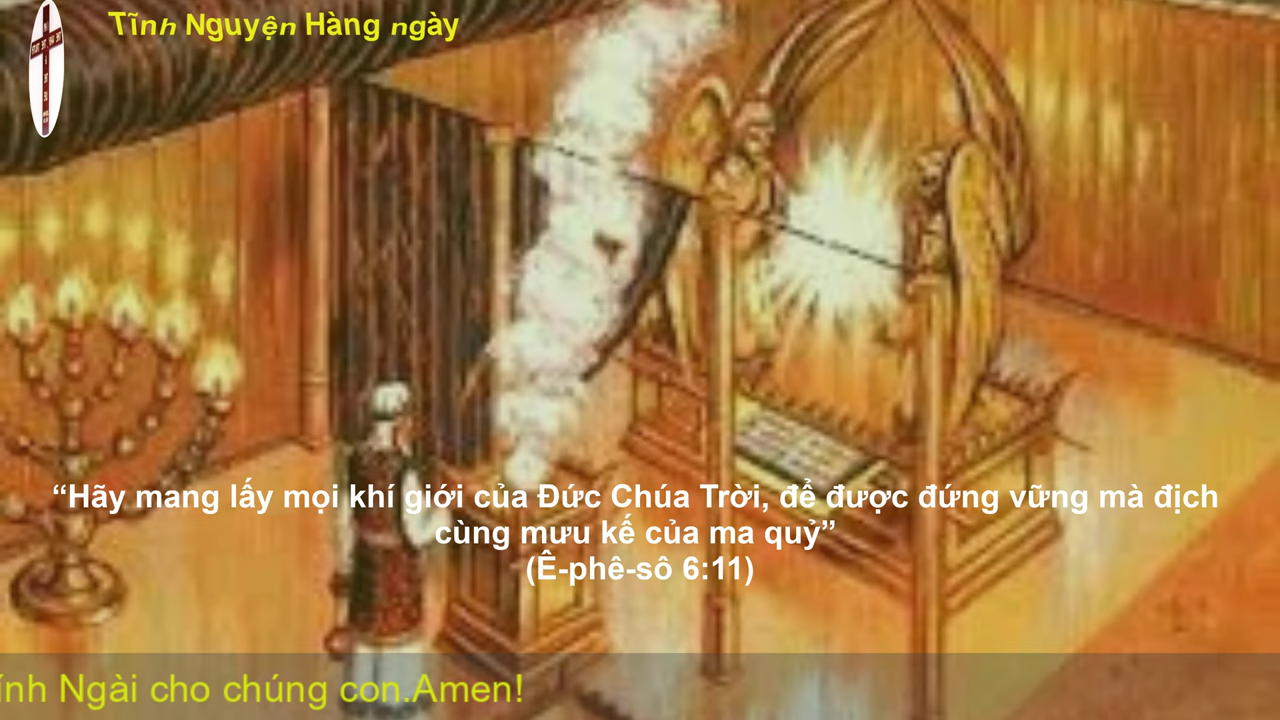 Tĩnh Nguyện Hàng ngày
“Hãy mang lấy mọi khí giới của Đức Chúa Trời, để được đứng vững mà địch
cùng mưu kế của ma quỷ”
(Ê-phê-sô 6:11)
ính Ngài cho chúng con.Amen!